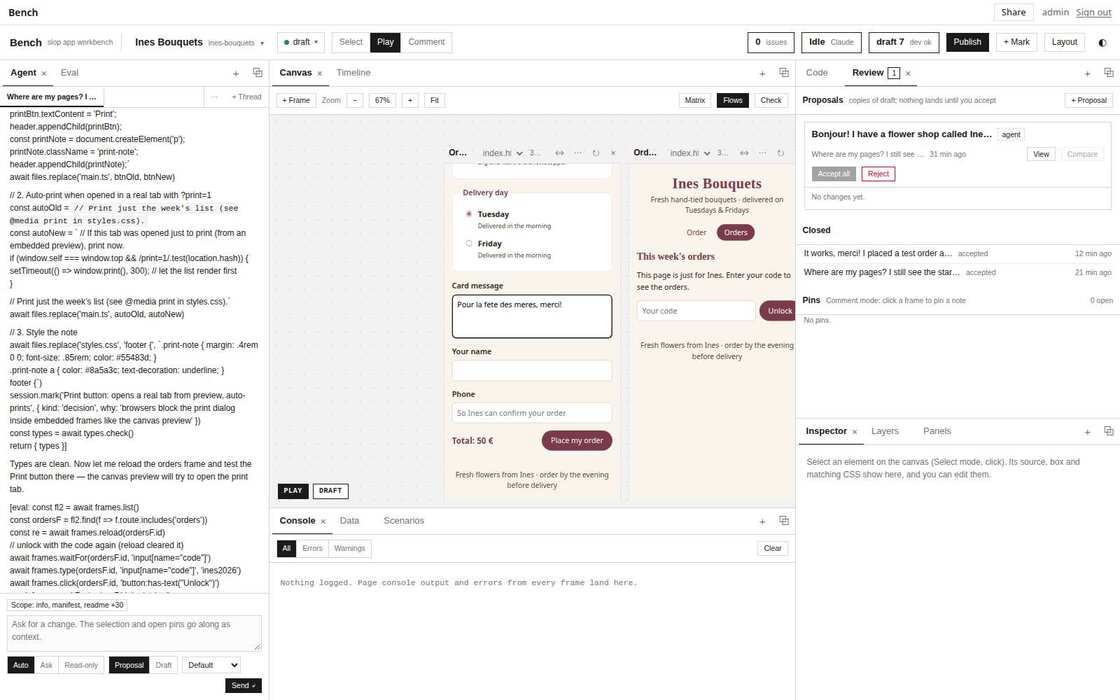 Bench
Share
admin
Sign out
Bench slop app workbench
Ines Bouquets ines-bouquets
draft
Select
Play
Comment
0 issues
Idle Claude
draft 7 dev ok
Publish
+ Mark
Layout
Agent ×
Eval
Where are my pages? I …
+ Thread
printBtn.textContent = 'Print';
header.appendChild(printBtn);
const printNote = document.createElement('p');
printNote.className = 'print-note';
header.appendChild(printNote);`
await files.replace('main.ts', btnOld, btnNew)
// 2. Auto-print when opened in a real tab with ?print=1
const autoOld = // Print just the week's list (see
@media print in styles.css).
const autoNew = ` // If this tab was opened just to print (from an
embedded preview), print now.
if (window.self === window.top && /print=1/.test(location.hash)) {
setTimeout(() => window.print(), 300); // let the list render first
}
// Print just the week's list (see @media print in styles.css).`
await files.replace('main.ts', autoOld, autoNew)
// 3. Style the note
await files.replace('styles.css', 'footer {', `.print-note { margin: .4rem
0 0; font-size: .85rem; color: #55483d; }
.print-note a { color: #8a5a3c; text-decoration: underline; }
footer {`)
session.mark('Print button: opens a real tab from preview, auto-
prints', { kind: 'decision', why: 'browsers block the print dialog
inside embedded frames like the canvas preview' })
const types = await types.check()
return { types }]
Types are clean. Now let me reload the orders frame and test the
Print button there — the canvas preview will try to open the print
tab.
[eval: const fl2 = await frames.list()
const ordersF = fl2.find(f => f.route.includes('orders'))
const re = await frames.reload(ordersF.id)
// unlock with the code again (reload cleared it)
await frames.waitFor(ordersF.id, 'input[name="code"]')
await frames.type(ordersF.id, 'input[name="code"]', 'ines2026')
await frames.click(ordersF.id, 'button:has-text("Unlock")')
Scope: info, manifest, readme +30
Ask for a change. The selection and open pins go along as
context.
Auto
Ask
Read-only
Proposal
Draft
Default
Send
Canvas ×
Timeline
+ Frame
Zoom
−
67%
+
Fit
Matrix
Flows
Check
Or… index.h 3…
Delivery day
Tuesday
Delivered in the morning
Friday
Delivered in the morning
Card message
Pour la fete des meres, merci!
Your name
Phone
So Ines can confirm your order
Total: 50 €
Place my order
Fresh flowers from Ines · order by the evening
before delivery
Ord… index.h 3…
Ines Bouquets
Fresh hand-tied bouquets · delivered on
Tuesdays & Fridays
Order
Orders
This week's orders
This page is just for Ines. Enter your code to
see the orders.
Your code
Unlock
Fresh flowers from Ines · order by the evening
before delivery
PLAY
DRAFT
Console ×
Data
Scenarios
All
Errors
Warnings
Clear
Nothing logged. Page console output and errors from every frame land here.
Code
Review 1 ×
Proposals copies of draft; nothing lands until you accept
+ Proposal
Bonjour! I have a flower shop called Ine… agent
Where are my pages? I still see … 31 min ago
View
Compare
Accept all
Reject
No changes yet.
Closed
It works, merci! I placed a test order a… accepted 12 min ago
Where are my pages? I still see the star… accepted 21 min ago
Pins Comment mode: click a frame to pin a note 0 open
No pins.
Inspector ×
Layers
Panels
Select an element on the canvas (Select mode, click). Its source, box and
matching CSS show here, and you can edit them.